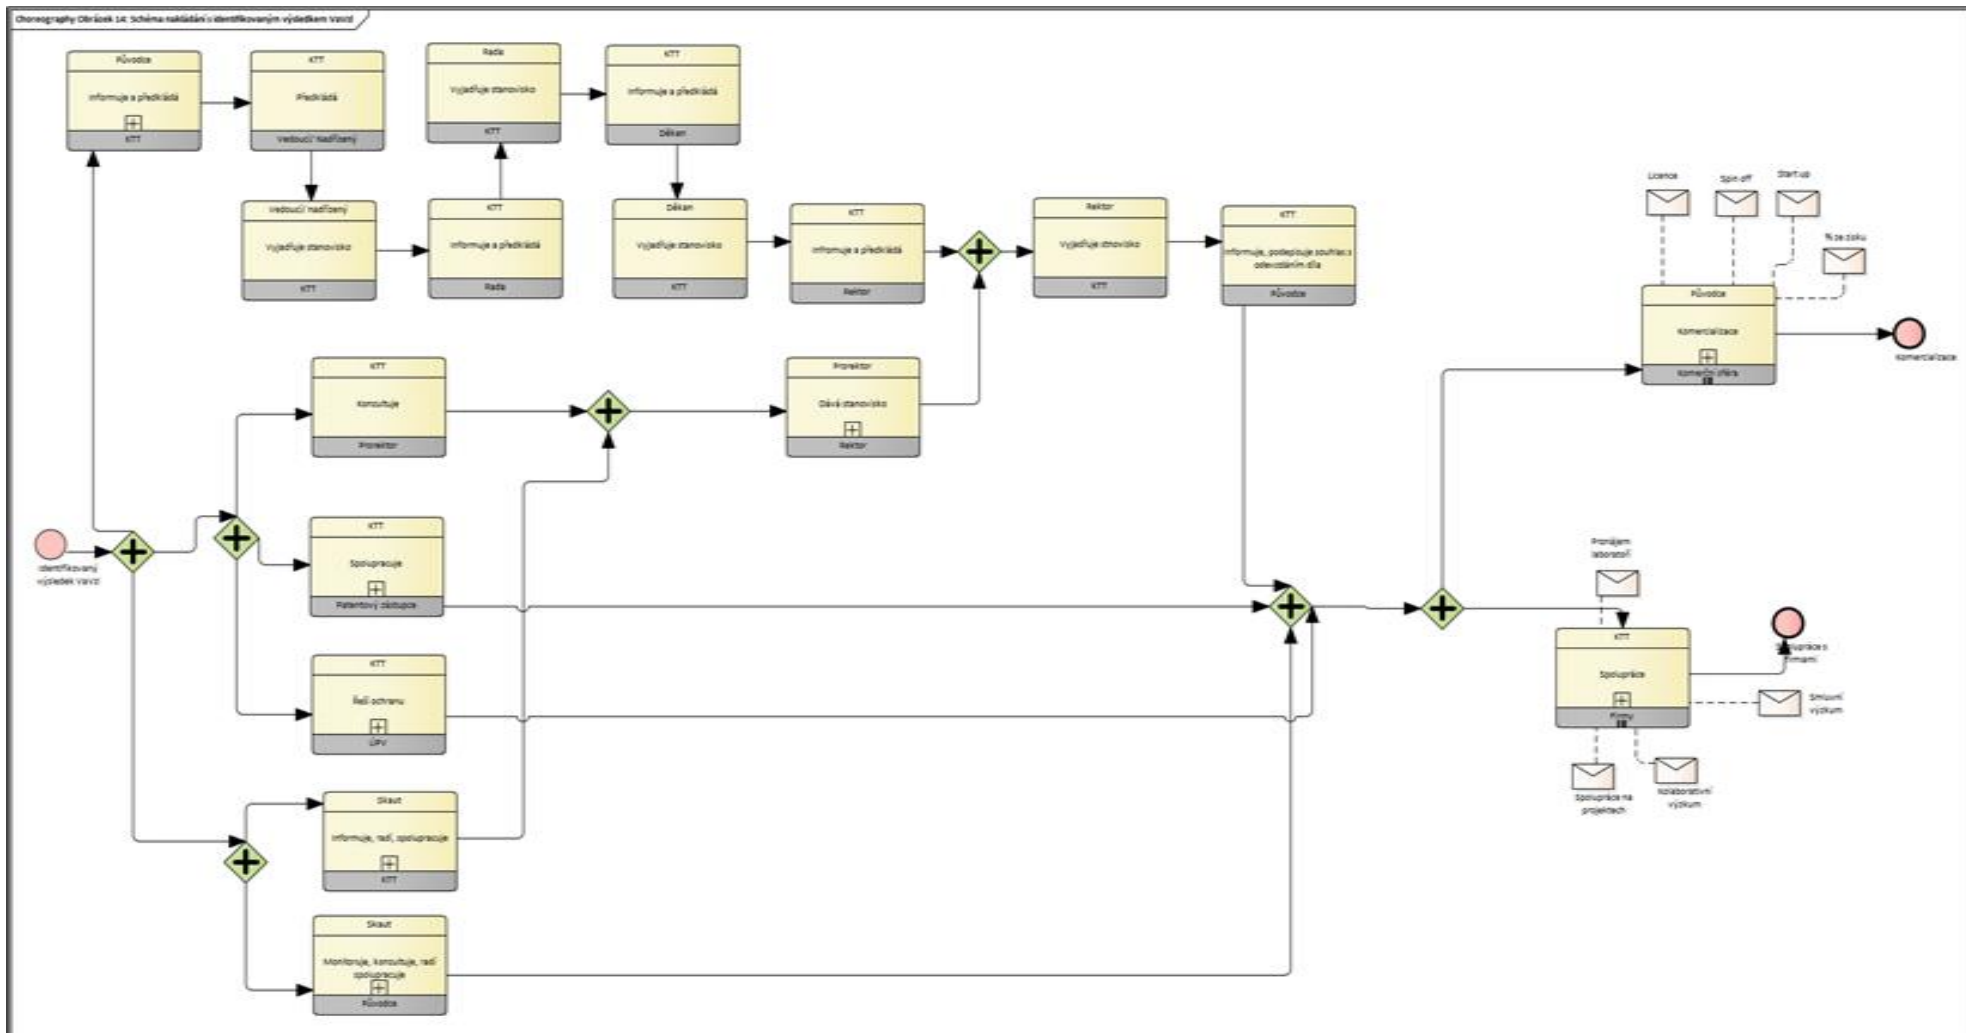 Choreography Obrázek 14: Schéma nakládání s identifikovaným výsledkem VaVaI
Původce
Informuje a předkládá
KTT
KTT
Předkládá
Vedoucí/ Nadřízený
Rada
Vyjadřuje stanovisko
KTT
KTT
Informuje a předkládá
Děkan
Vedoucí/ nadřízený
Vyjadřuje stanovisko
KTT
KTT
Informuje a předkládá
Rada
Děkan
Vyjadřuje stanovisko
KTT
KTT
Infromuje a předkládá
Rektor
Rektor
Vyjadřuje stnovisko
KTT
KTT
Informuje, podepisuje souhlas s
odevzdáním díla
Původce
Licence
Spin off
Start up
% ze zisku
Původce
Komercializace
Komerční sféra
Komercializace
KTT
Konzultuje
Prorektor
Prorektor
Dává stanovisko
Rektor
Identifikovaný
výsledek VaVaI
KTT
Spolupracuje
Patentový zástupce
KTT
Řeší ochranu
ÚPV
Skaut
Informuje, radí, spolupracuje
KTT
Skaut
Monitoruje, konzultuje, radí
spolupracuje
Původce
Pronájem
laboratoří
KTT
Spolupráce
Firmy
Spolupráce s
firmami
Smluvní
výzkum
Spolupráce na
projektech
Kolaborativní
výzkum